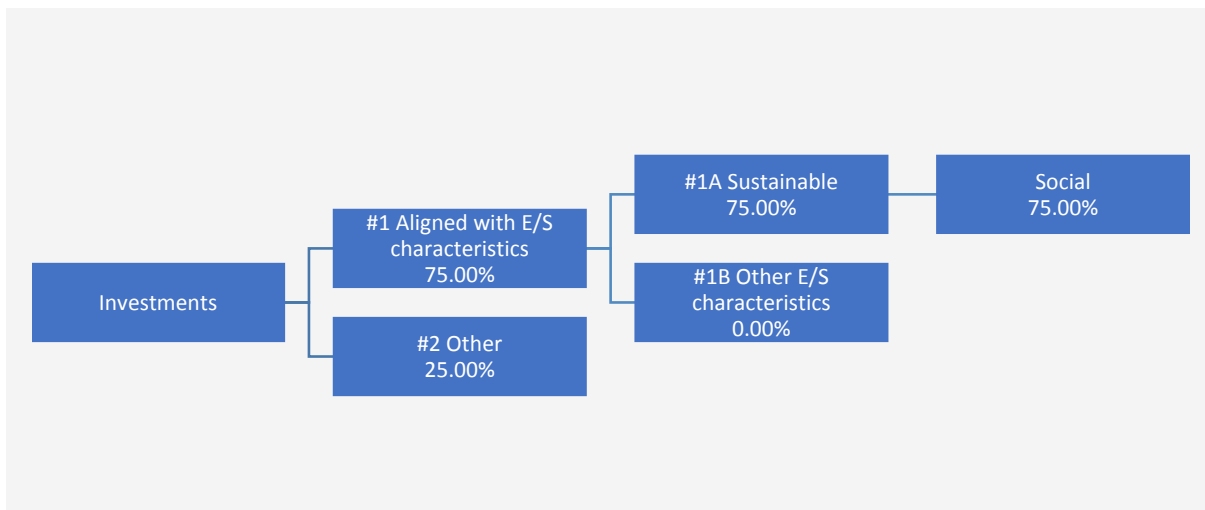 Investments
#1 Aligned with E/S
characteristics
75.00%
#2 Other
25.00%
#1A Sustainable
75.00%
#1B Other E/S
characteristics
0.00%
Social
75.00%